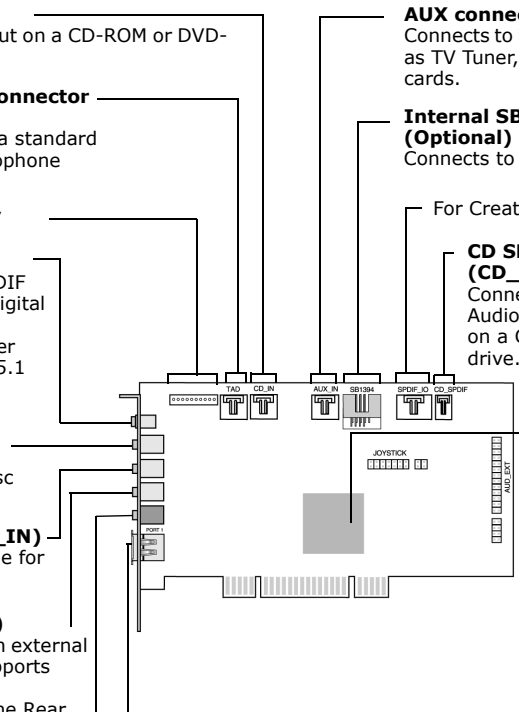 ut on a CD-ROM or DVD-
onnector
a standard
ophone
DIF
igital
er
5.1
sc
_IN)
e for
)
n external
pports
he Rear
AUX connec
Connects to
as TV Tuner,
cards.
Internal SB
(Optional)
Connects to
For Creat
CD SP
(CD_
Conne
Audio
on a C
drive.
TAD
CD_IN
AUX_IN
SB1394
SPDIF_IO
CD_SPDIF
JOYSTICK
AUD_EXT
PORT 1